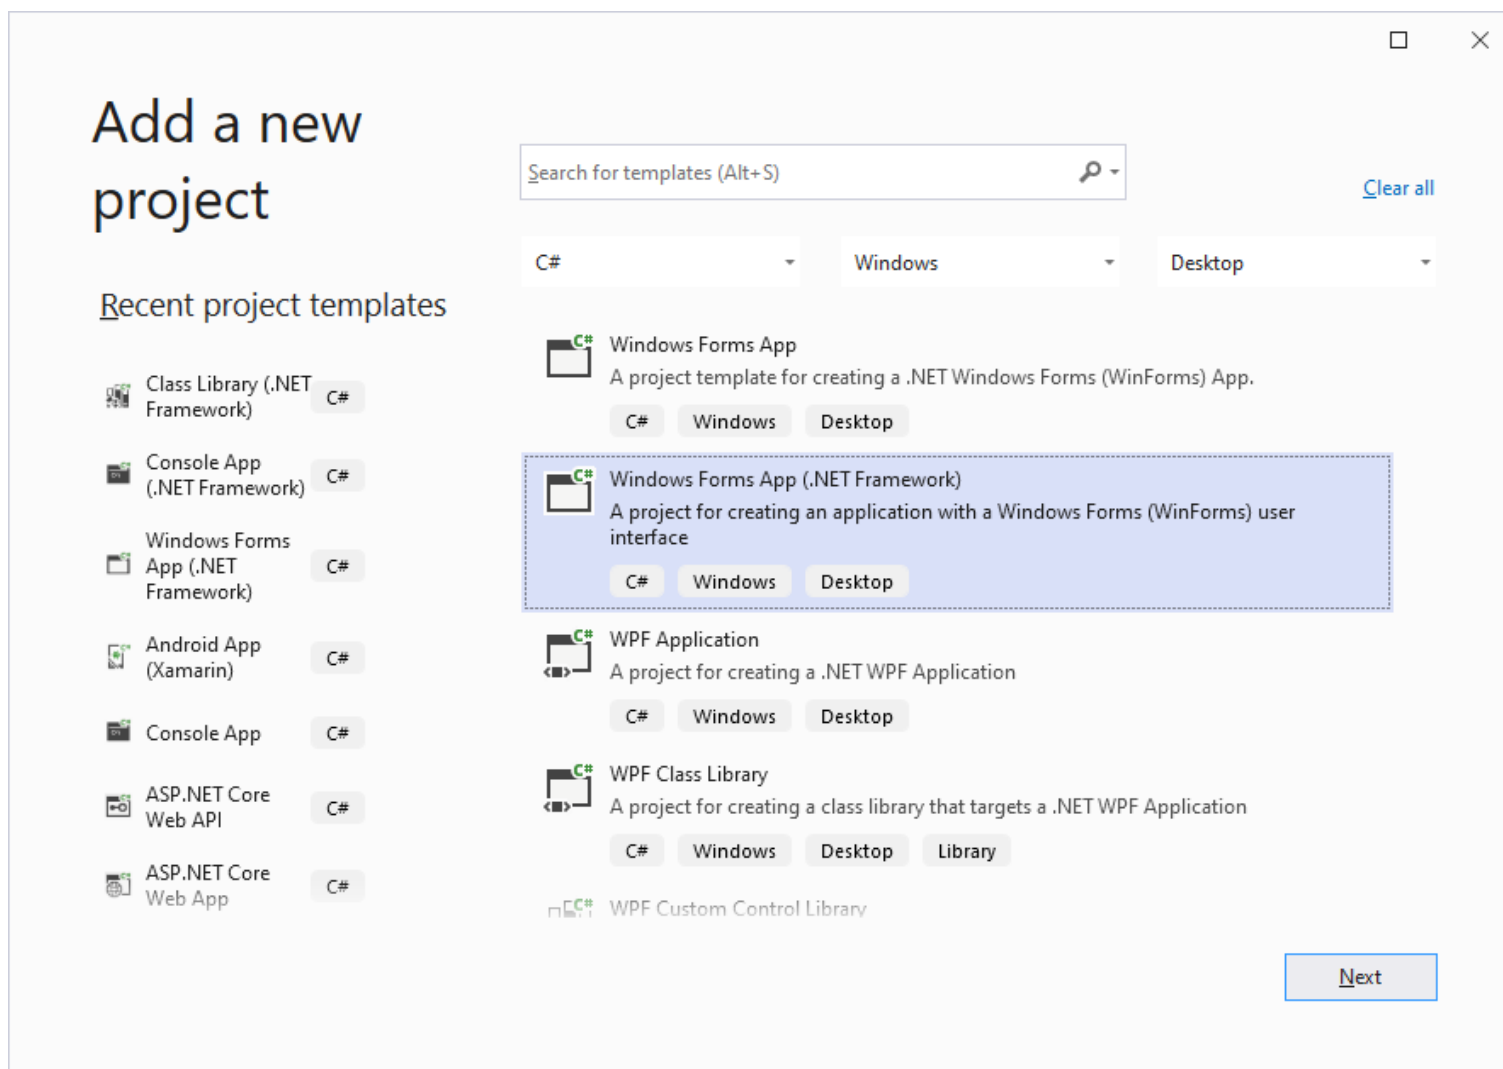 Add a new
project
Search for templates (Alt+S)
Clear all
C#
Windows
Desktop
Recent project templates
Class Library (.NET
Framework)
C#
Console App
(.NET Framework)
C#
Windows Forms
App (.NET
Framework)
C#
Android App
(Xamarin)
C#
Console App
C#
ASP.NET Core
Web API
C#
ASP.NET Core
Web App
C#
Windows Forms App
A project template for creating a .NET Windows Forms (WinForms) App.
C# Windows Desktop
Windows Forms App (.NET Framework)
A project for creating an application with a Windows Forms (WinForms) user
interface
C# Windows Desktop
WPF Application
A project for creating a .NET WPF Application
C# Windows Desktop
WPF Class Library
A project for creating a class library that targets a .NET WPF Application
C# Windows Desktop Library
WPF Custom Control Library
Next